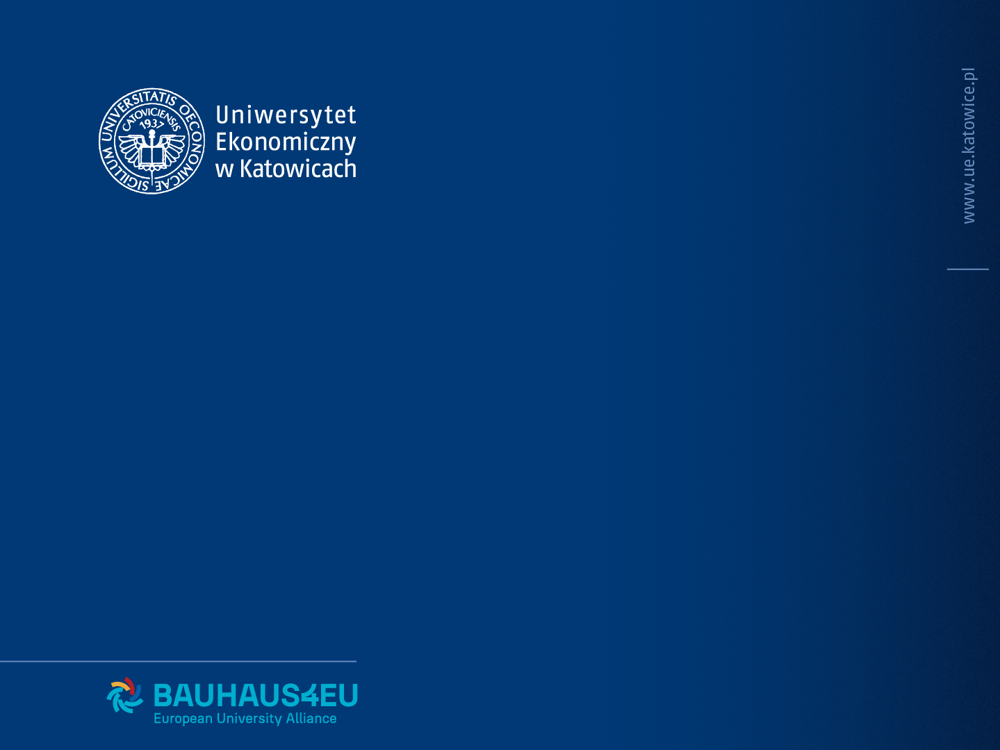 SIGILLUM UNIVERSITATIS OECONOMICAE
CATOVICIENSIS
1937
Uniwersytet
Ekonomiczny
w Katowicach
www.ue.katowice.pl
BAUHAUS4EU
European University Alliance